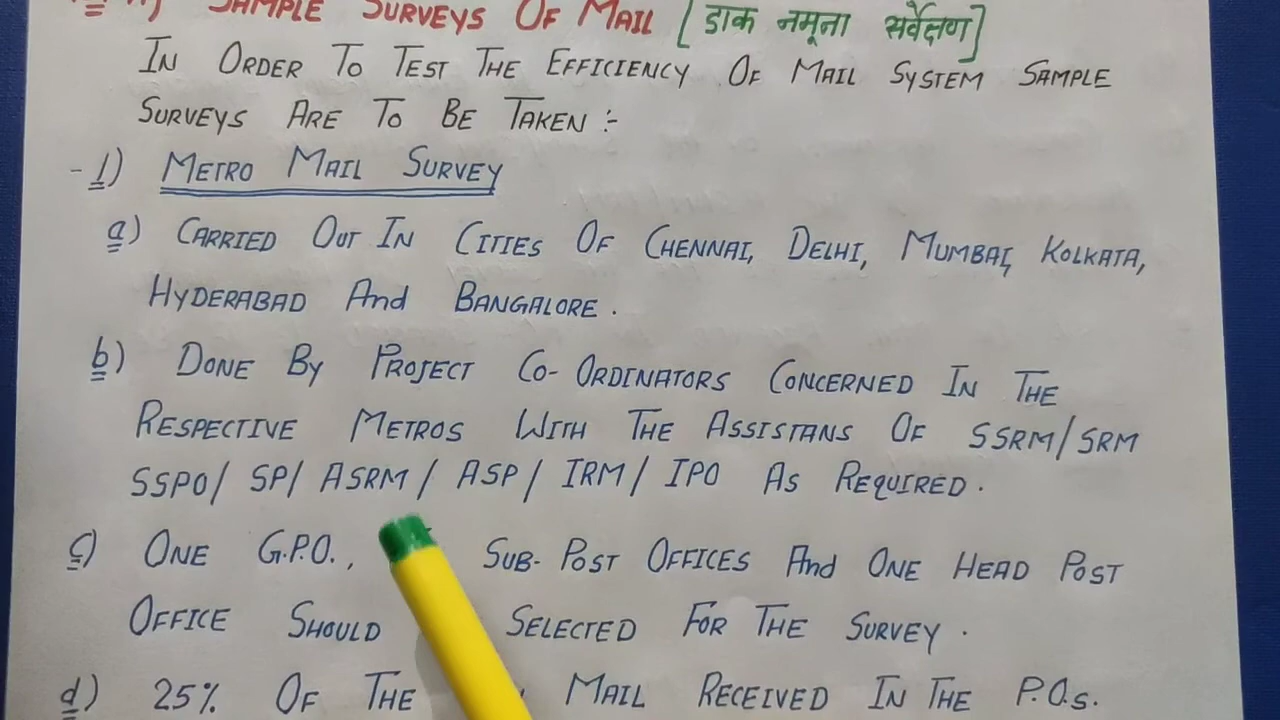 SAMPLE SURVEYS OF MAIL [डाक नमूना सर्वेक्षण]
IN ORDER TO TEST THE EFFICIENCY OF MAIL SYSTEM SAMPLE
SURVEYS ARE TO BE TAKEN :-
-1) METRO MAIL SURVEY
a) CARRIED OUT IN CITIES OF CHENNAI, DELHI, MUMBAI, KOLKATA,
HYDERABAD And BANGALORE.
b) DONE BY PROJECT CO-ORDINATORS CONCERNED IN THE
RESPECTIVE METROS WITH THE ASSISTANS OF SSRM/SRM
SSPO/ SP/ ASRM/ ASP/ IRM/ IPO AS REQUIRED.
c) ONE G.P.O., SUB-POST OFFICES And ONE HEAD POST
OFFICE SHOULD SELECTED FOR THE SURVEY.
d) 25% OF THE MAIL RECEIVED IN THE P.Os.